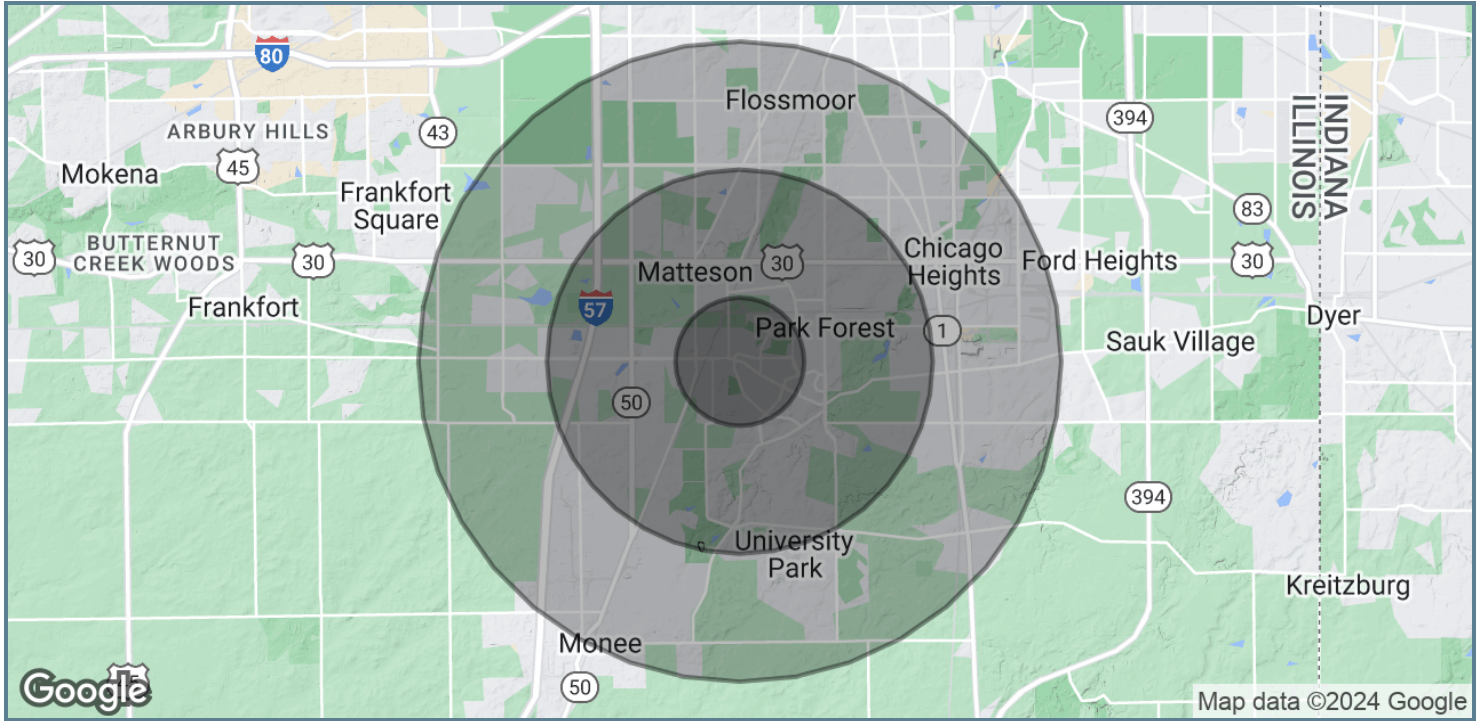 80
Flossmoor
394
ARBURY HILLS
43
INDIANA
ILLINOIS
45
Mokena
Frankfort
Square
83
BUTTERNUT
CREEK WOODS
30
30
Matteson
30
Chicago
Heights
Ford Heights
30
Frankfort
57
Park Forest
1
Dyer
Sauk Village
50
394
University
Park
Kreitzburg
Monee
50
Google
Map data ©2024 Google